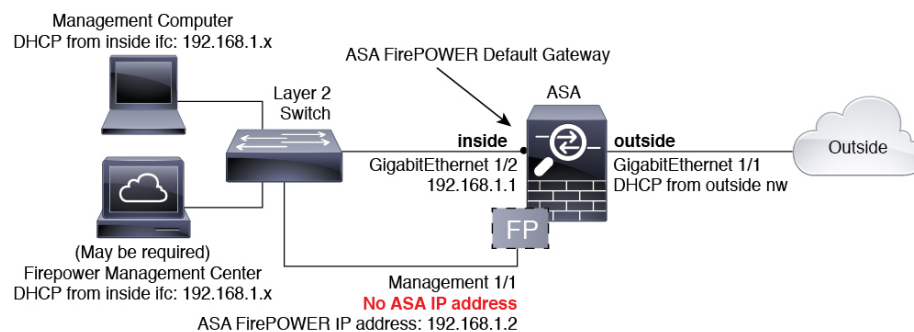 Management Computer
DHCP from inside ifc: 192.168.1.x
ASA FirePOWER Default Gateway
Layer 2
Switch
ASA
inside
GigabitEthernet 1/2
192.168.1.1
outside
GigabitEthernet 1/1
DHCP from outside nw
Outside
FP
(May be required)
Firepower Management Center
DHCP from inside ifc: 192.168.1.x
Management 1/1
No ASA IP address
ASA FirePOWER IP address: 192.168.1.2